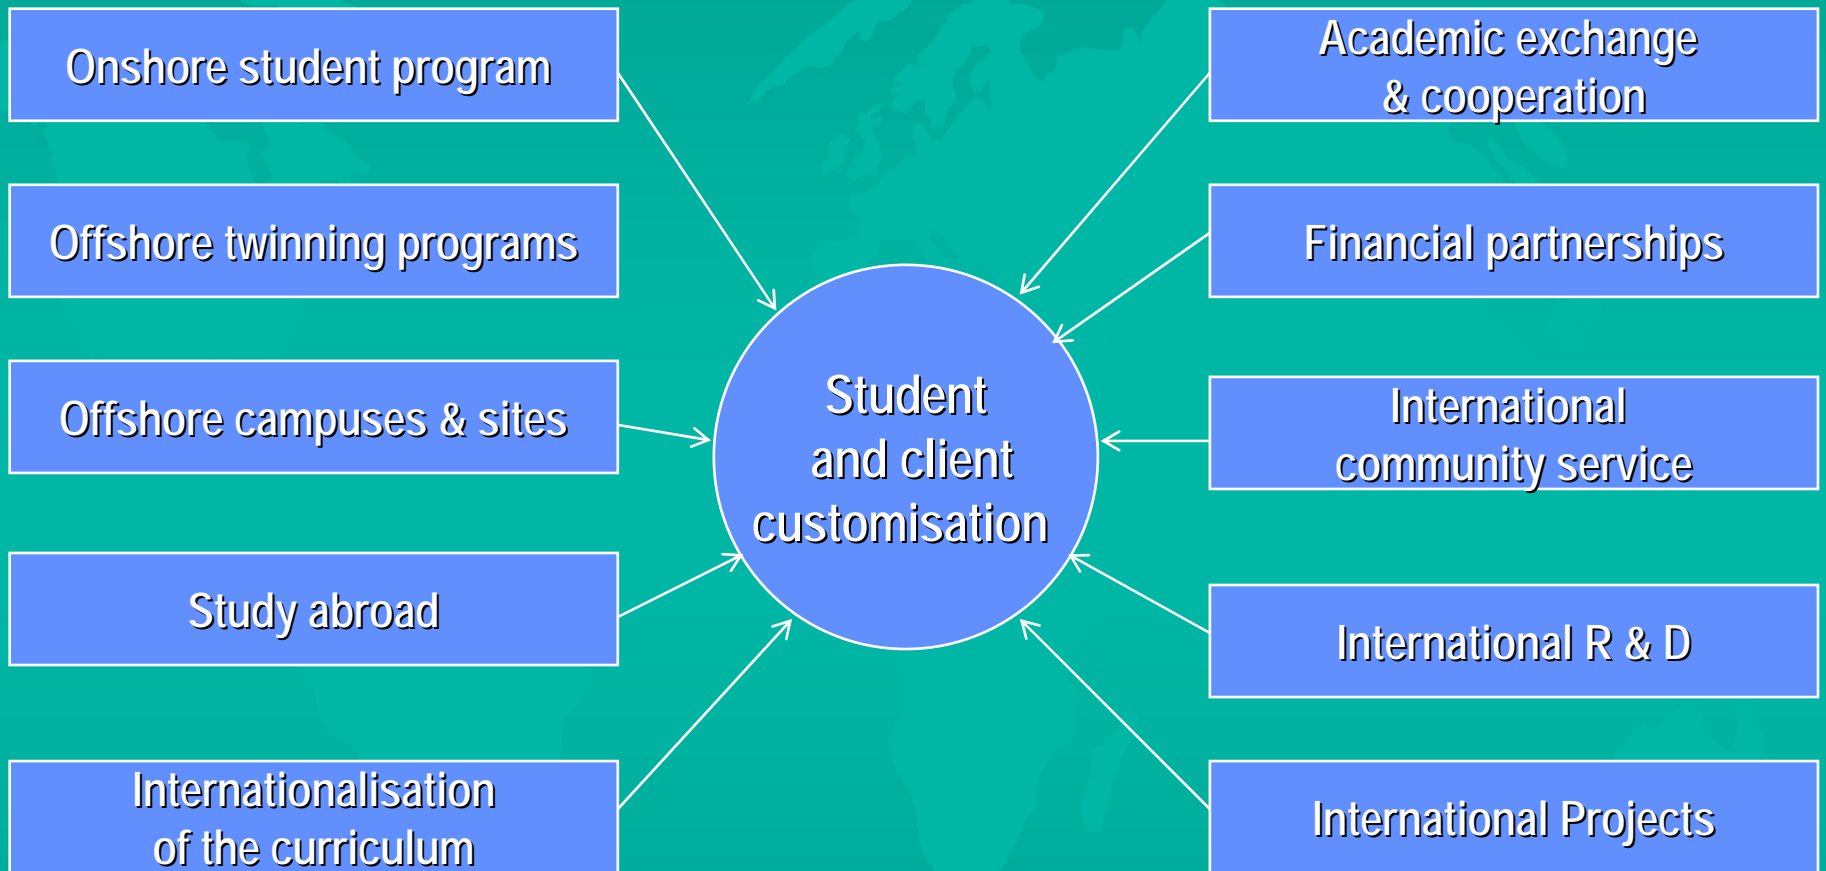 Onshore student program
Offshore twinning programs
Offshore campuses & sites
Study abroad
Internationalisation
of the curriculum
Student
and client
customisation
Academic exchange
& cooperation
Financial partnerships
International
community service
International R & D
International Projects